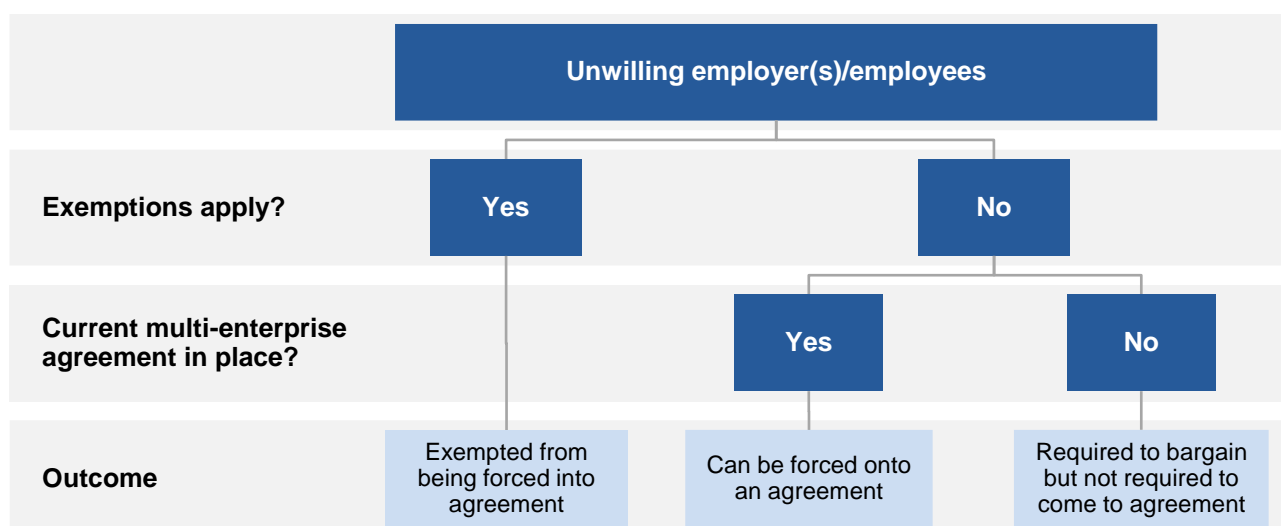 Unwilling employer(s)/employees
Exemptions apply?
Yes
No
Current multi-enterprise
agreement in place?
Yes
No
Outcome
Exempted from
being forced into
agreement
Can be forced onto
an agreement
Required to bargain
but not required to
come to agreement